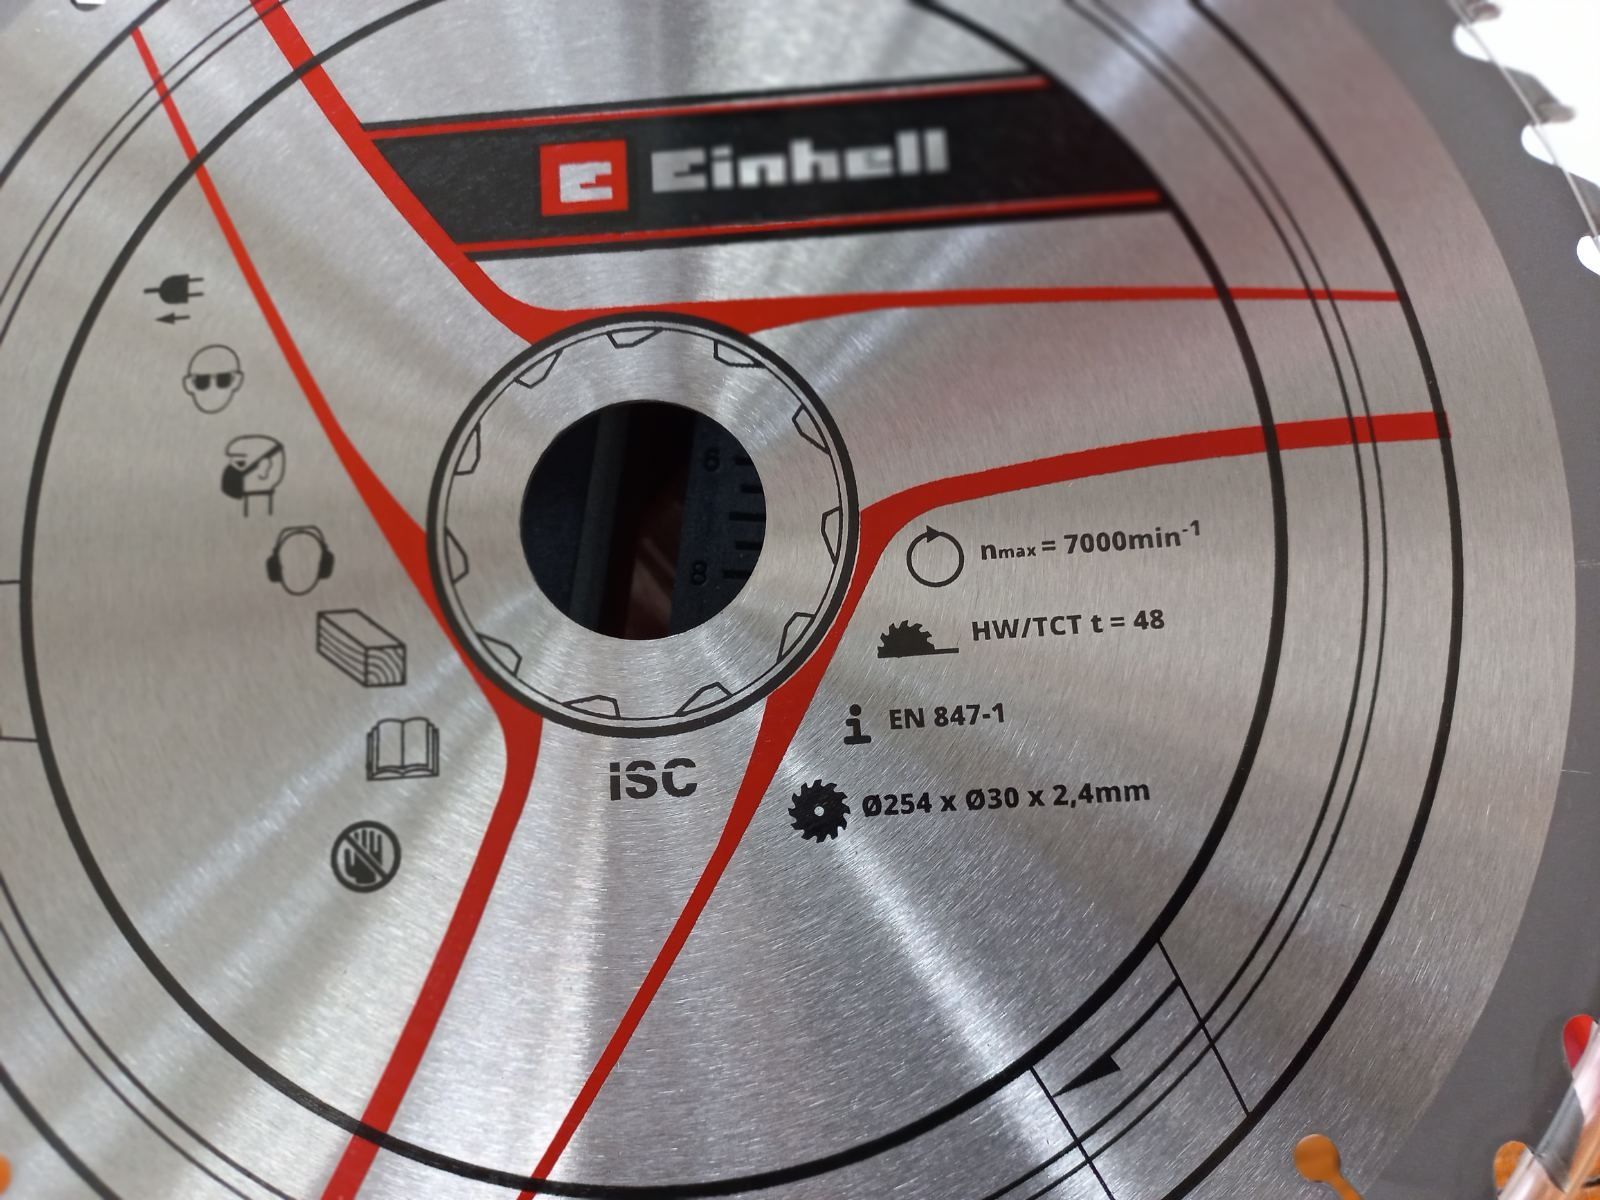 Einhell
6
8
nmax = 7000min⁻¹
HW/TCT t = 48
EN 847-1
iSC
Ø254 x Ø30 x 2,4mm